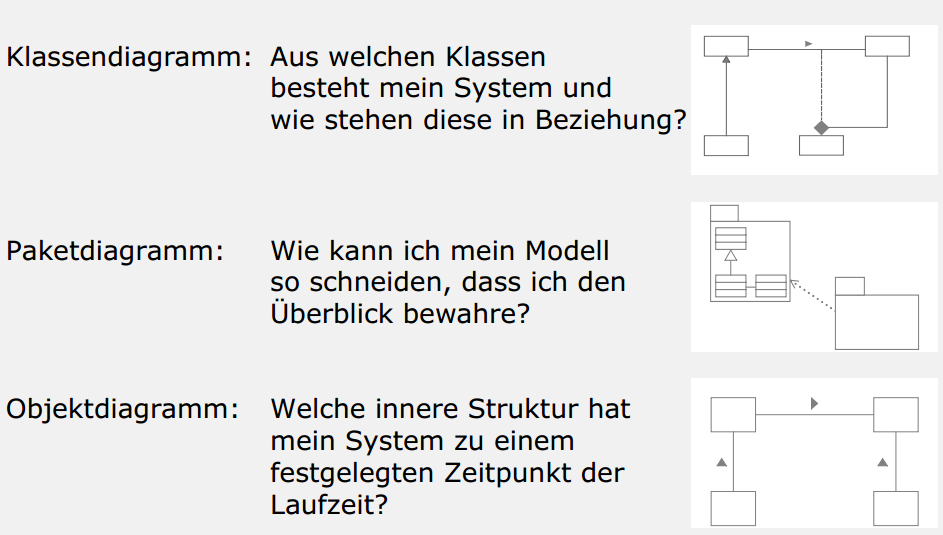 Klassendiagramm: Aus welchen Klassen
besteht mein System und
wie stehen diese in Beziehung?
Paketdiagramm: Wie kann ich mein Modell
so schneiden, dass ich den
Überblick bewahre?
Objektdiagramm: Welche innere Struktur hat
mein System zu einem
festgelegten Zeitpunkt der
Laufzeit?